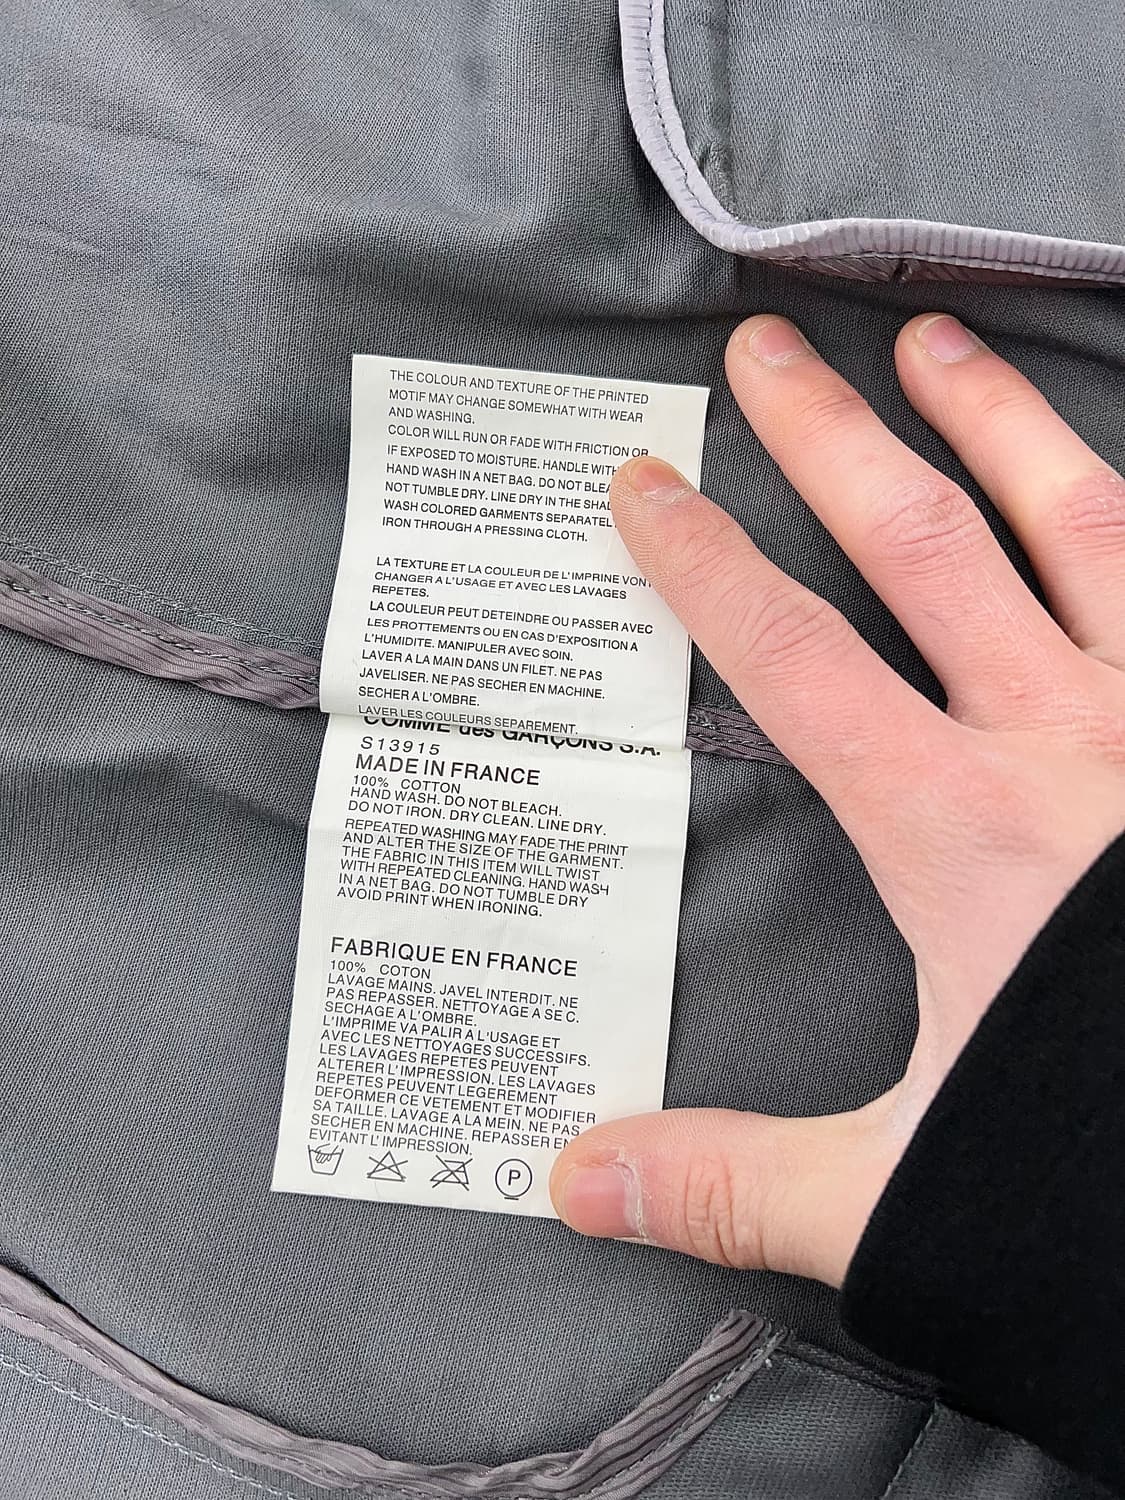 THE COLOUR AND TEXTURE OF THE PRINTED
MOTIF MAY CHANGE SOMEWHAT WITH WEAR
AND WASHING.
COLOR WILL RUN OR FADE WITH FRICTION OR
IF EXPOSED TO MOISTURE. HANDLE WITH
HAND WASH IN A NET BAG. DO NOT
NOT TUMBLE DRY. LINE DRY IN THE
WASH COLORED GARMENTS
IRON THROUGH A PRESSING CLOTH.
LA TEXTURE ET LA COULEUR DE L'IMPRINE VONT
CHANGER A L'USAGE ET AVEC LES LAVAGES
REPETES.
LA COULEUR PEUT DETEINDRE OU PASSER AVEC
LES PROTTEMENTS OU EN CAS D'EXPOSITION A
L'HUMIDITE. MANIPULER AVEC SOIN.
LAVER A LA MAIN DANS UN FILET. NE PAS
JAVELISER. NE PAS SECHER EN MACHINE.
SECHER A L'OMBRE.
LAVER LES COULEURS SEPAREMENT.
COMME des GARÇONS S.A.
S13915
MADE IN FRANCE
100% COTTON
HAND WASH. DO NOT BLEACH.
DO NOT IRON. DRY CLEAN. LINE DRY.
REPEATED WASHING MAY FADE THE PRINT
AND ALTER THE SIZE OF THE GARMENT.
THE FABRIC IN THIS ITEM WILL TWIST
WITH REPEATED CLEANING. HAND WASH
IN A NET BAG. DO NOT TUMBLE DRY
AVOID PRINT WHEN IRONING.
FABRIQUE EN FRANCE
100% COTON
LAVAGE MAINS. JAVEL INTERDIT. NE
PAS REPASSER. NETTOYAGE A SEC.
SECHAGE A L'OMBRE.
L'IMPRIME VA PALIR A L'USAGE ET
AVEC LES NETTOYAGES SUCCESSIFS.
LES LAVAGES REPETES PEUVENT
ALTERER L'IMPRESSION. LES LAVAGES
REPETES PEUVENT LEGEREMENT
DEFORMER CE VETEMENT ET MODIFIER
SA TAILLE. LAVAGE A LA MEIN. NE PAS
SECHER EN MACHINE. REPASSER EN
EVITANT L'IMPRESSION.
P